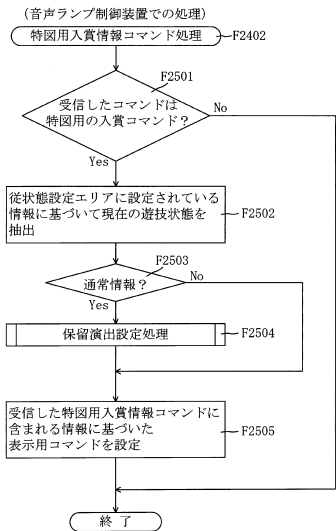 (音声ランプ制御装置での処理)
特図用入賞情報コマンド処理
F2402
F2501
受信したコマンドは
特図用の入賞コマンド?
No
Yes
従状態設定エリアに設定されている
情報に基づいて現在の遊技状態を
抽出
F2502
F2503
通常情報?
No
Yes
保留演出設定処理
F2504
受信した特図用入賞情報コマンドに
含まれる情報に基づいた
表示用コマンドを設定
F2505
終了